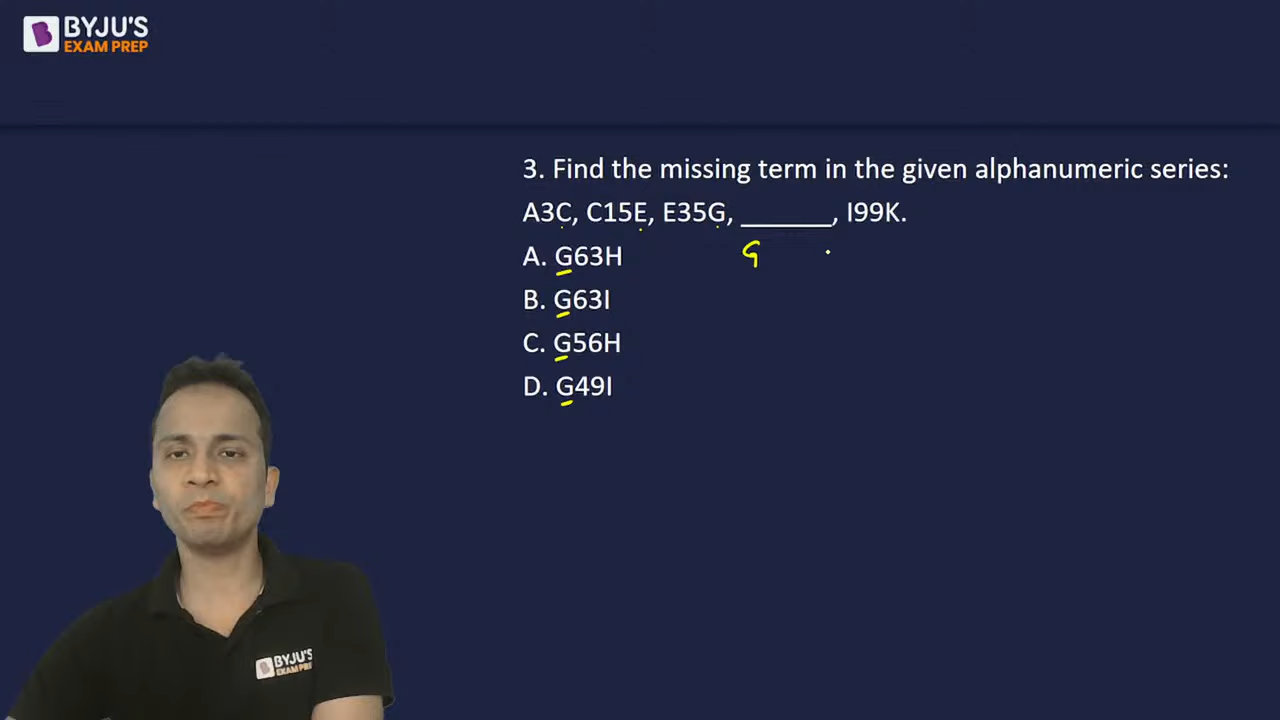 BYJU'S
EXAM PREP
3. Find the missing term in the given alphanumeric series:
A3C, C15E, E35G, ______, I99K.
A. G63H
G
B. G63I
C. G56H
D. G49I
BYJU'S
EXAM PREP